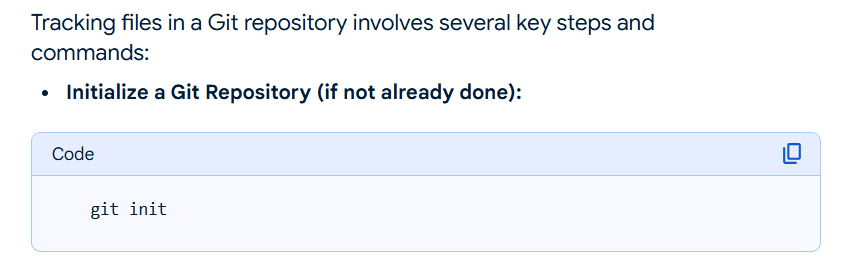 Tracking files in a Git repository involves several key steps and
commands:
• Initialize a Git Repository (if not already done):
Code
git init